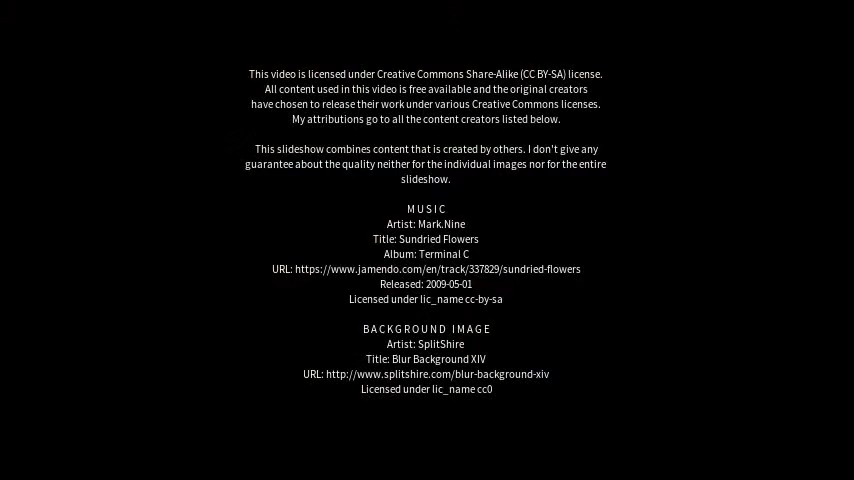 This video is licensed under Creative Commons Share-Alike (CC BY-SA) license.
All content used in this video is free available and the original creators
have chosen to release their work under various Creative Commons licenses.
My attributions go to all the content creators listed below.
This slideshow combines content that is created by others. I don't give any
guarantee about the quality neither for the individual images nor for the entire
slideshow.
MUSIC
Artist: Mark.Nine
Title: Sundried Flowers
Album: Terminal C
URL: https://www.jamendo.com/en/track/337829/sundried-flowers
Released: 2009-05-01
Licensed under lic_name cc-by-sa
BACKGROUND IMAGE
Artist: SplitShire
Title: Blur Background XIV
URL: http://www.splitshire.com/blur-background-xiv
Licensed under lic_name cc0